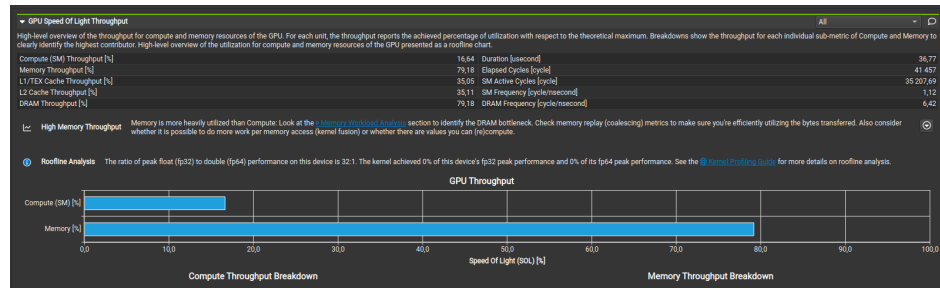 GPU Speed Of Light Throughput
All
High-level overview of the throughput for compute and memory resources of the GPU. For each unit, the throughput reports the achieved percentage of utilization with respect to the theoretical maximum. Breakdowns show the throughput for each individual sub-metric of Compute and Memory to
clearly identify the highest contributor. High-level overview of the utilization for compute and memory resources of the GPU presented as a roofline chart.
Compute (SM) Throughput [%] 16,64 Duration [usecond] 36,77
Memory Throughput [%] 79,18 Elapsed Cycles [cycle] 41 457
L1/TEX Cache Throughput [%] 35,05 SM Active Cycles [cycle] 35 207,69
L2 Cache Throughput [%] 35,11 SM Frequency [cycle/nsecond] 1,12
DRAM Throughput [%] 79,18 DRAM Frequency [cycle/nsecond] 6,42
High Memory Throughput Memory is more heavily utilized than Compute: Look at the Memory Workload Analysis section to identify the DRAM bottleneck. Check memory replay (coalescing) metrics to make sure you're efficiently utilizing the bytes transferred. Also consider
whether it is possible to do more work per memory access (kernel fusion) or whether there are values you can (re)compute.
Roofline Analysis The ratio of peak float (fp32) to double (fp64) performance on this device is 32:1. The kernel achieved 0% of this device's fp32 peak performance and 0% of its fp64 peak performance. See the Kernel Profiling Guide for more details on roofline analysis.
GPU Throughput
Compute (SM) [%]
Memory [%]
0,0 10,0 20,0 30,0 40,0 50,0 60,0 70,0 80,0 90,0 100,0
Speed Of Light (SOL) [%]
Compute Throughput Breakdown Memory Throughput Breakdown